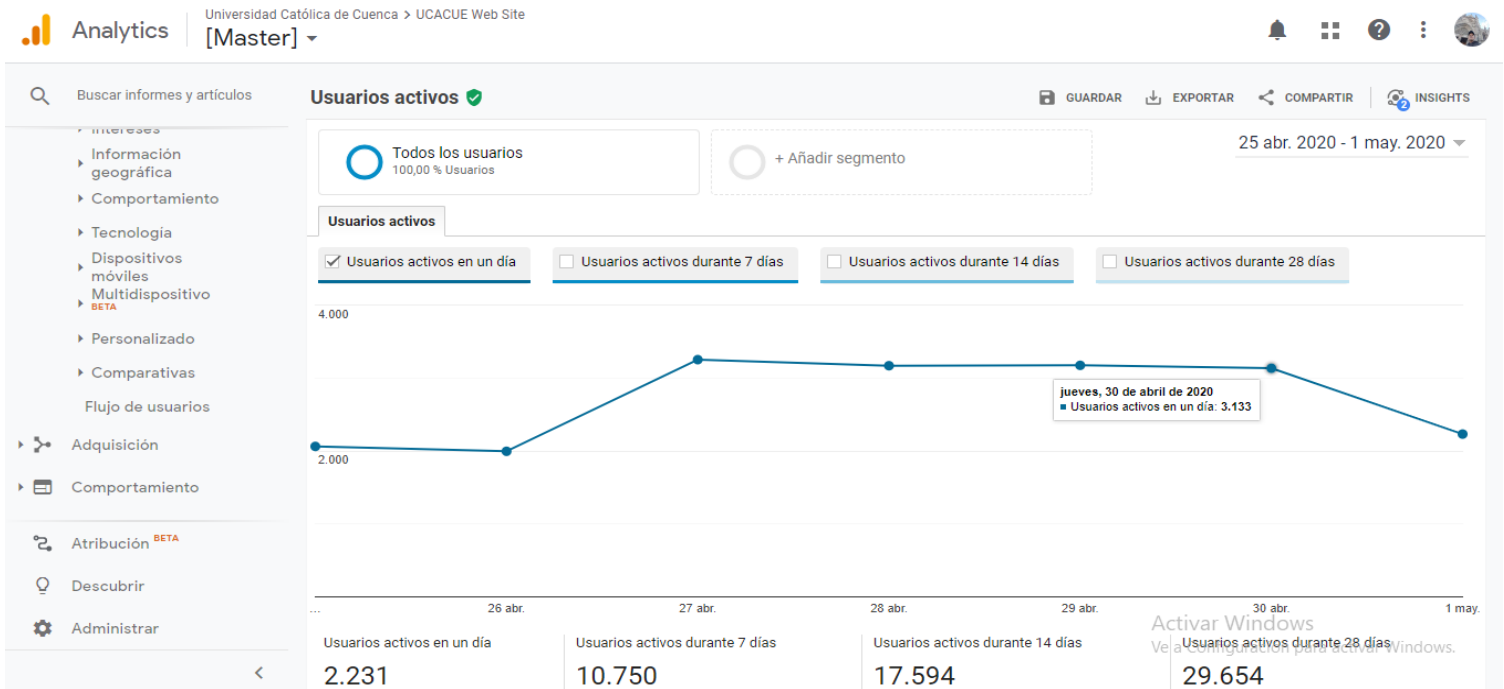 Analytics
Universidad Católica de Cuenca > UCACUE Web Site
[Master]
Buscar informes y artículos
Intereses
Información
geográfica
Comportamiento
Tecnología
Dispositivos
móviles
Multidispositivo
BETA
Personalizado
Comparativas
Flujo de usuarios
Adquisición
Comportamiento
Atribución BETA
Descubrir
Administrar
Usuarios activos
GUARDAR
EXPORTAR
COMPARTIR
2
INSIGHTS
Todos los usuarios
100,00 % Usuarios
+ Añadir segmento
25 abr. 2020 - 1 may. 2020
Usuarios activos
Usuarios activos en un día
Usuarios activos durante 7 días
Usuarios activos durante 14 días
Usuarios activos durante 28 días
4.000
2.000
jueves, 30 de abril de 2020
Usuarios activos en un día: 3.133
...
26 abr.
27 abr.
28 abr.
29 abr.
30 abr.
1 may.
Activar Windows
Ve a Configuración para activar Windows.
Usuarios activos en un día
2.231
Usuarios activos durante 7 días
10.750
Usuarios activos durante 14 días
17.594
Usuarios activos durante 28 días
29.654